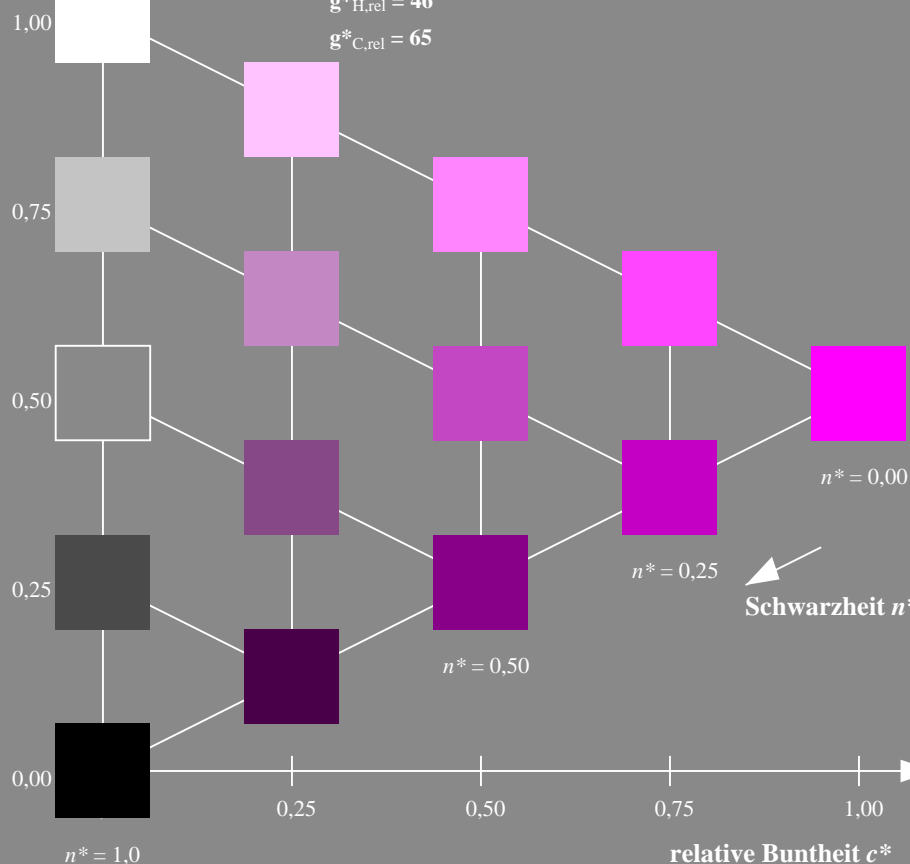 g*H,rel = 46
1,00
g*C,rel = 65
0,75
0,50
n* = 0,00
n* = 0,25
0,25
Schwarzheit n*
n* = 0,50
0,00
0,25 0,50 0,75 1,00
n* = 1,0
relative Buntheit c*